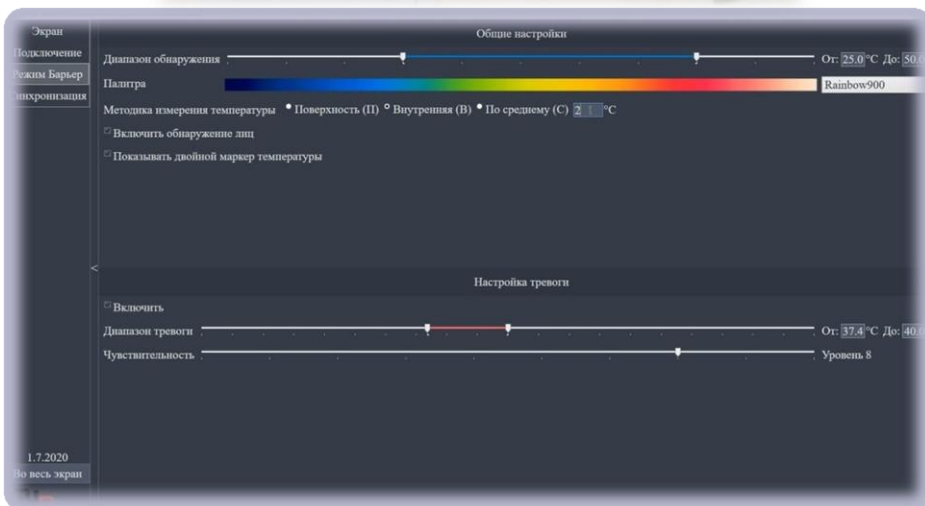 Экран
Подключение
Режим Барьер
Синхронизация
1.7.2020
Во весь экран
Общие настройки
Диапазон обнаружения От: 25.0 °C До: 50.0
Палитра Rainbow900
Методика измерения температуры Поверхность (П) Внутренняя (В) По среднему (С) 2 °C
Включить обнаружение лиц
Показывать двойной маркер температуры
<
Настройка тревоги
Включить
Диапазон тревоги От: 37.4 °C До: 40.0
Чувствительность Уровень 8